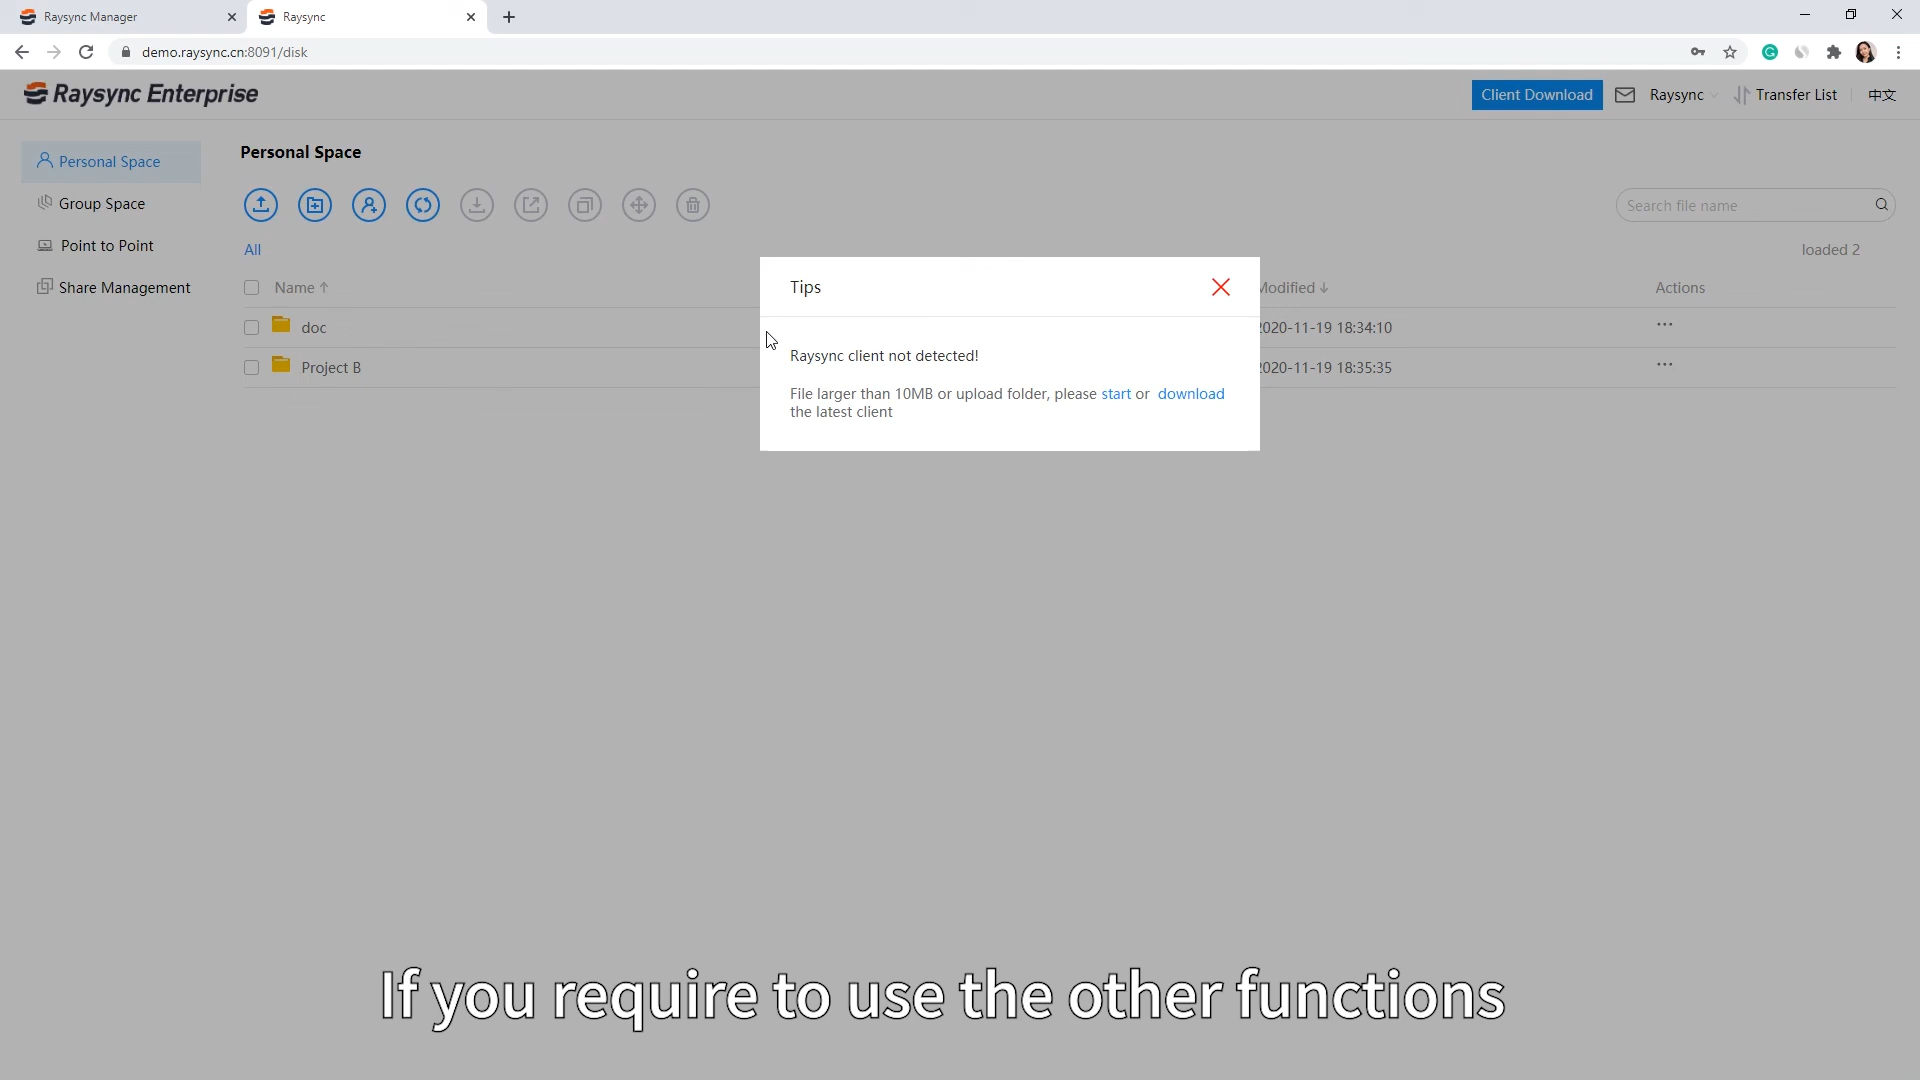 Raysync Manager
Raysync
demo.raysync.cn:8091/disk
Raysync Enterprise
Client Download
Raysync
Transfer List
中文
Personal Space
Group Space
Point to Point
Share Management
Personal Space
Search file name
All
loaded 2
Name
Modified
Actions
doc
2020-11-19 18:34:10
Project B
2020-11-19 18:35:35
Tips
Raysync client not detected!
File larger than 10MB or upload folder, please start or download
the latest client
If you require to use the other functions